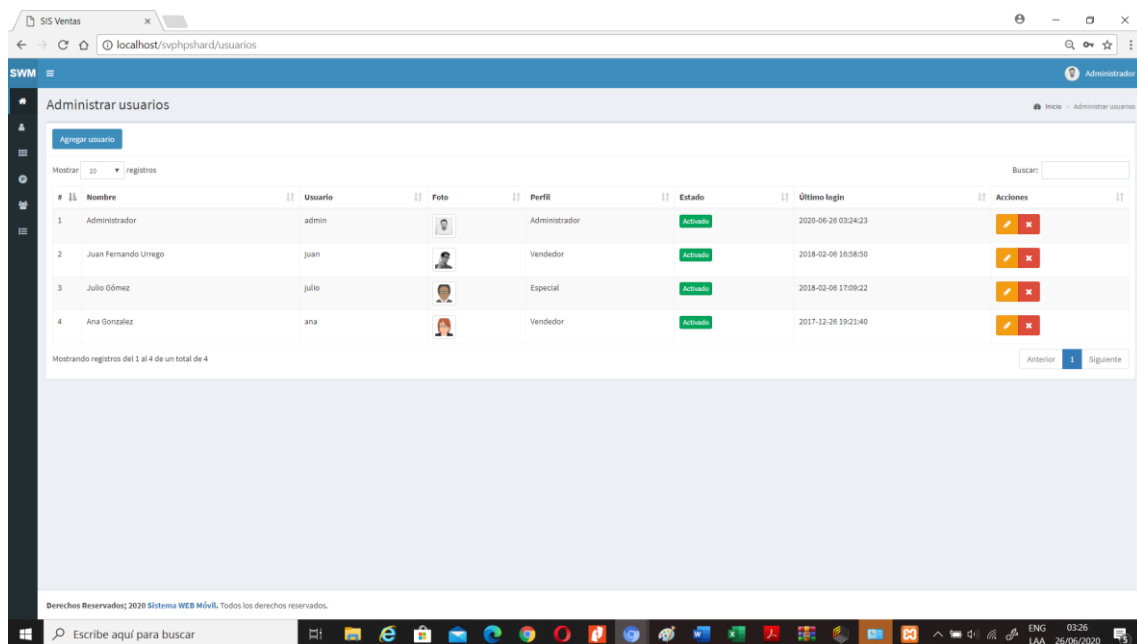 SIS Ventas
localhost/svphpshard/usuarios
SWM Administrador
Administrar usuarios Inicio > Administrar usuarios
Agregar usuario
Mostrar 10 registros Buscar:
# Nombre Usuario Foto Perfil Estado Último login Acciones
1 Administrador admin Administrador Activado 2020-06-26 03:24:23
2 Juan Fernando Urrego juan Vendedor Activado 2018-02-06 16:58:50
3 Julio Gómez julio Especial Activado 2018-02-06 17:09:22
4 Ana Gonzalez ana Vendedor Activado 2017-12-26 19:21:40
Mostrando registros del 1 al 4 de un total de 4 Anterior 1 Siguiente
Derechos Reservados; 2020 Sistema WEB Móvil. Todos los derechos reservados.
Escribe aquí para buscar ENG 03:26
LAA 26/06/2020